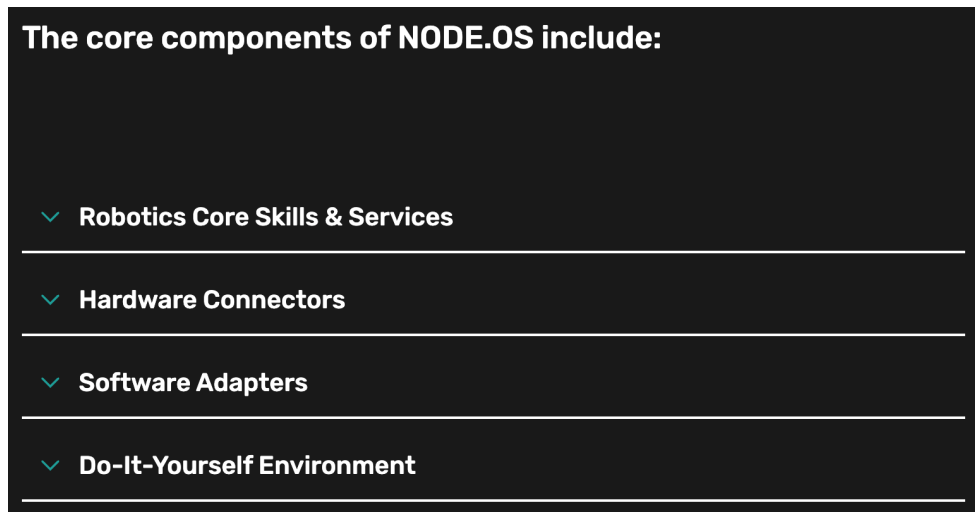 The core components of NODE.OS include:
Robotics Core Skills & Services
Hardware Connectors
Software Adapters
Do-It-Yourself Environment